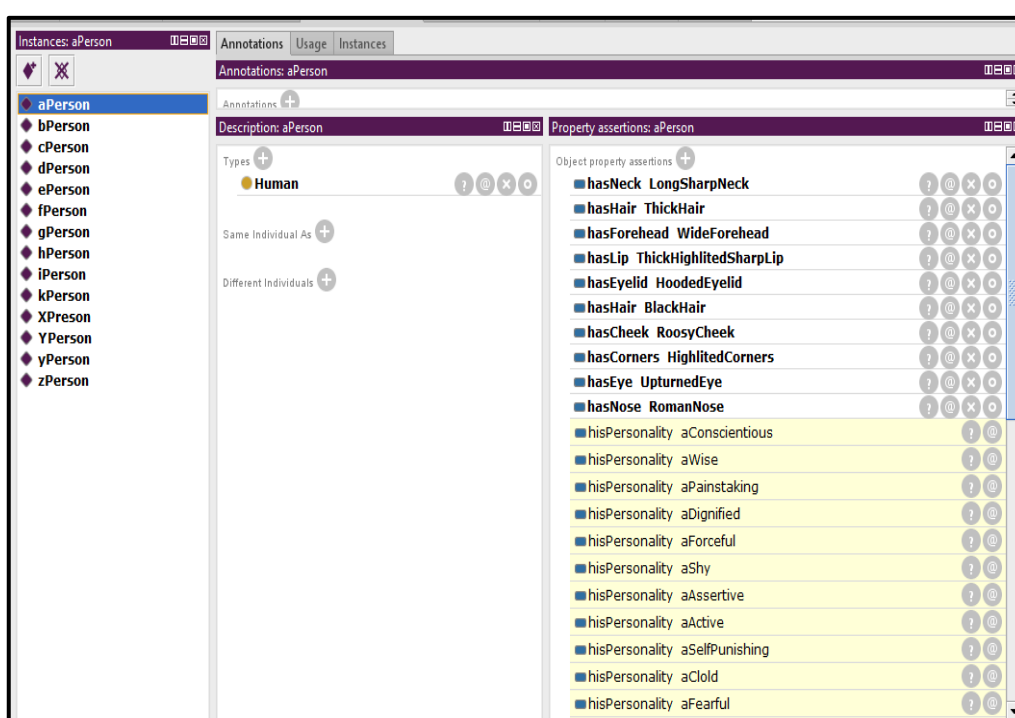 Instances: aPerson
aPerson
bPerson
cPerson
dPerson
ePerson
fPerson
gPerson
hPerson
iPerson
kPerson
XPreson
YPerson
yPerson
zPerson
Annotations Usage Instances
Annotations: aPerson
Annotations
Description: aPerson
Types
Human
Same Individual As
Different Individuals
Property assertions: aPerson
Object property assertions
hasNeck LongSharpNeck
hasHair ThickHair
hasForehead WideForehead
hasLip ThickHighlitedSharpLip
hasEyelid HoodedEyelid
hasHair BlackHair
hasCheek RoosyCheek
hasCorners HighlitedCorners
hasEye UpturnedEye
hasNose RomanNose
hisPersonality aConscientious
hisPersonality aWise
hisPersonality aPainstaking
hisPersonality aDignified
hisPersonality aForceful
hisPersonality aShy
hisPersonality aAssertive
hisPersonality aActive
hisPersonality aSelfPunishing
hisPersonality aClold
hisPersonality aFearful